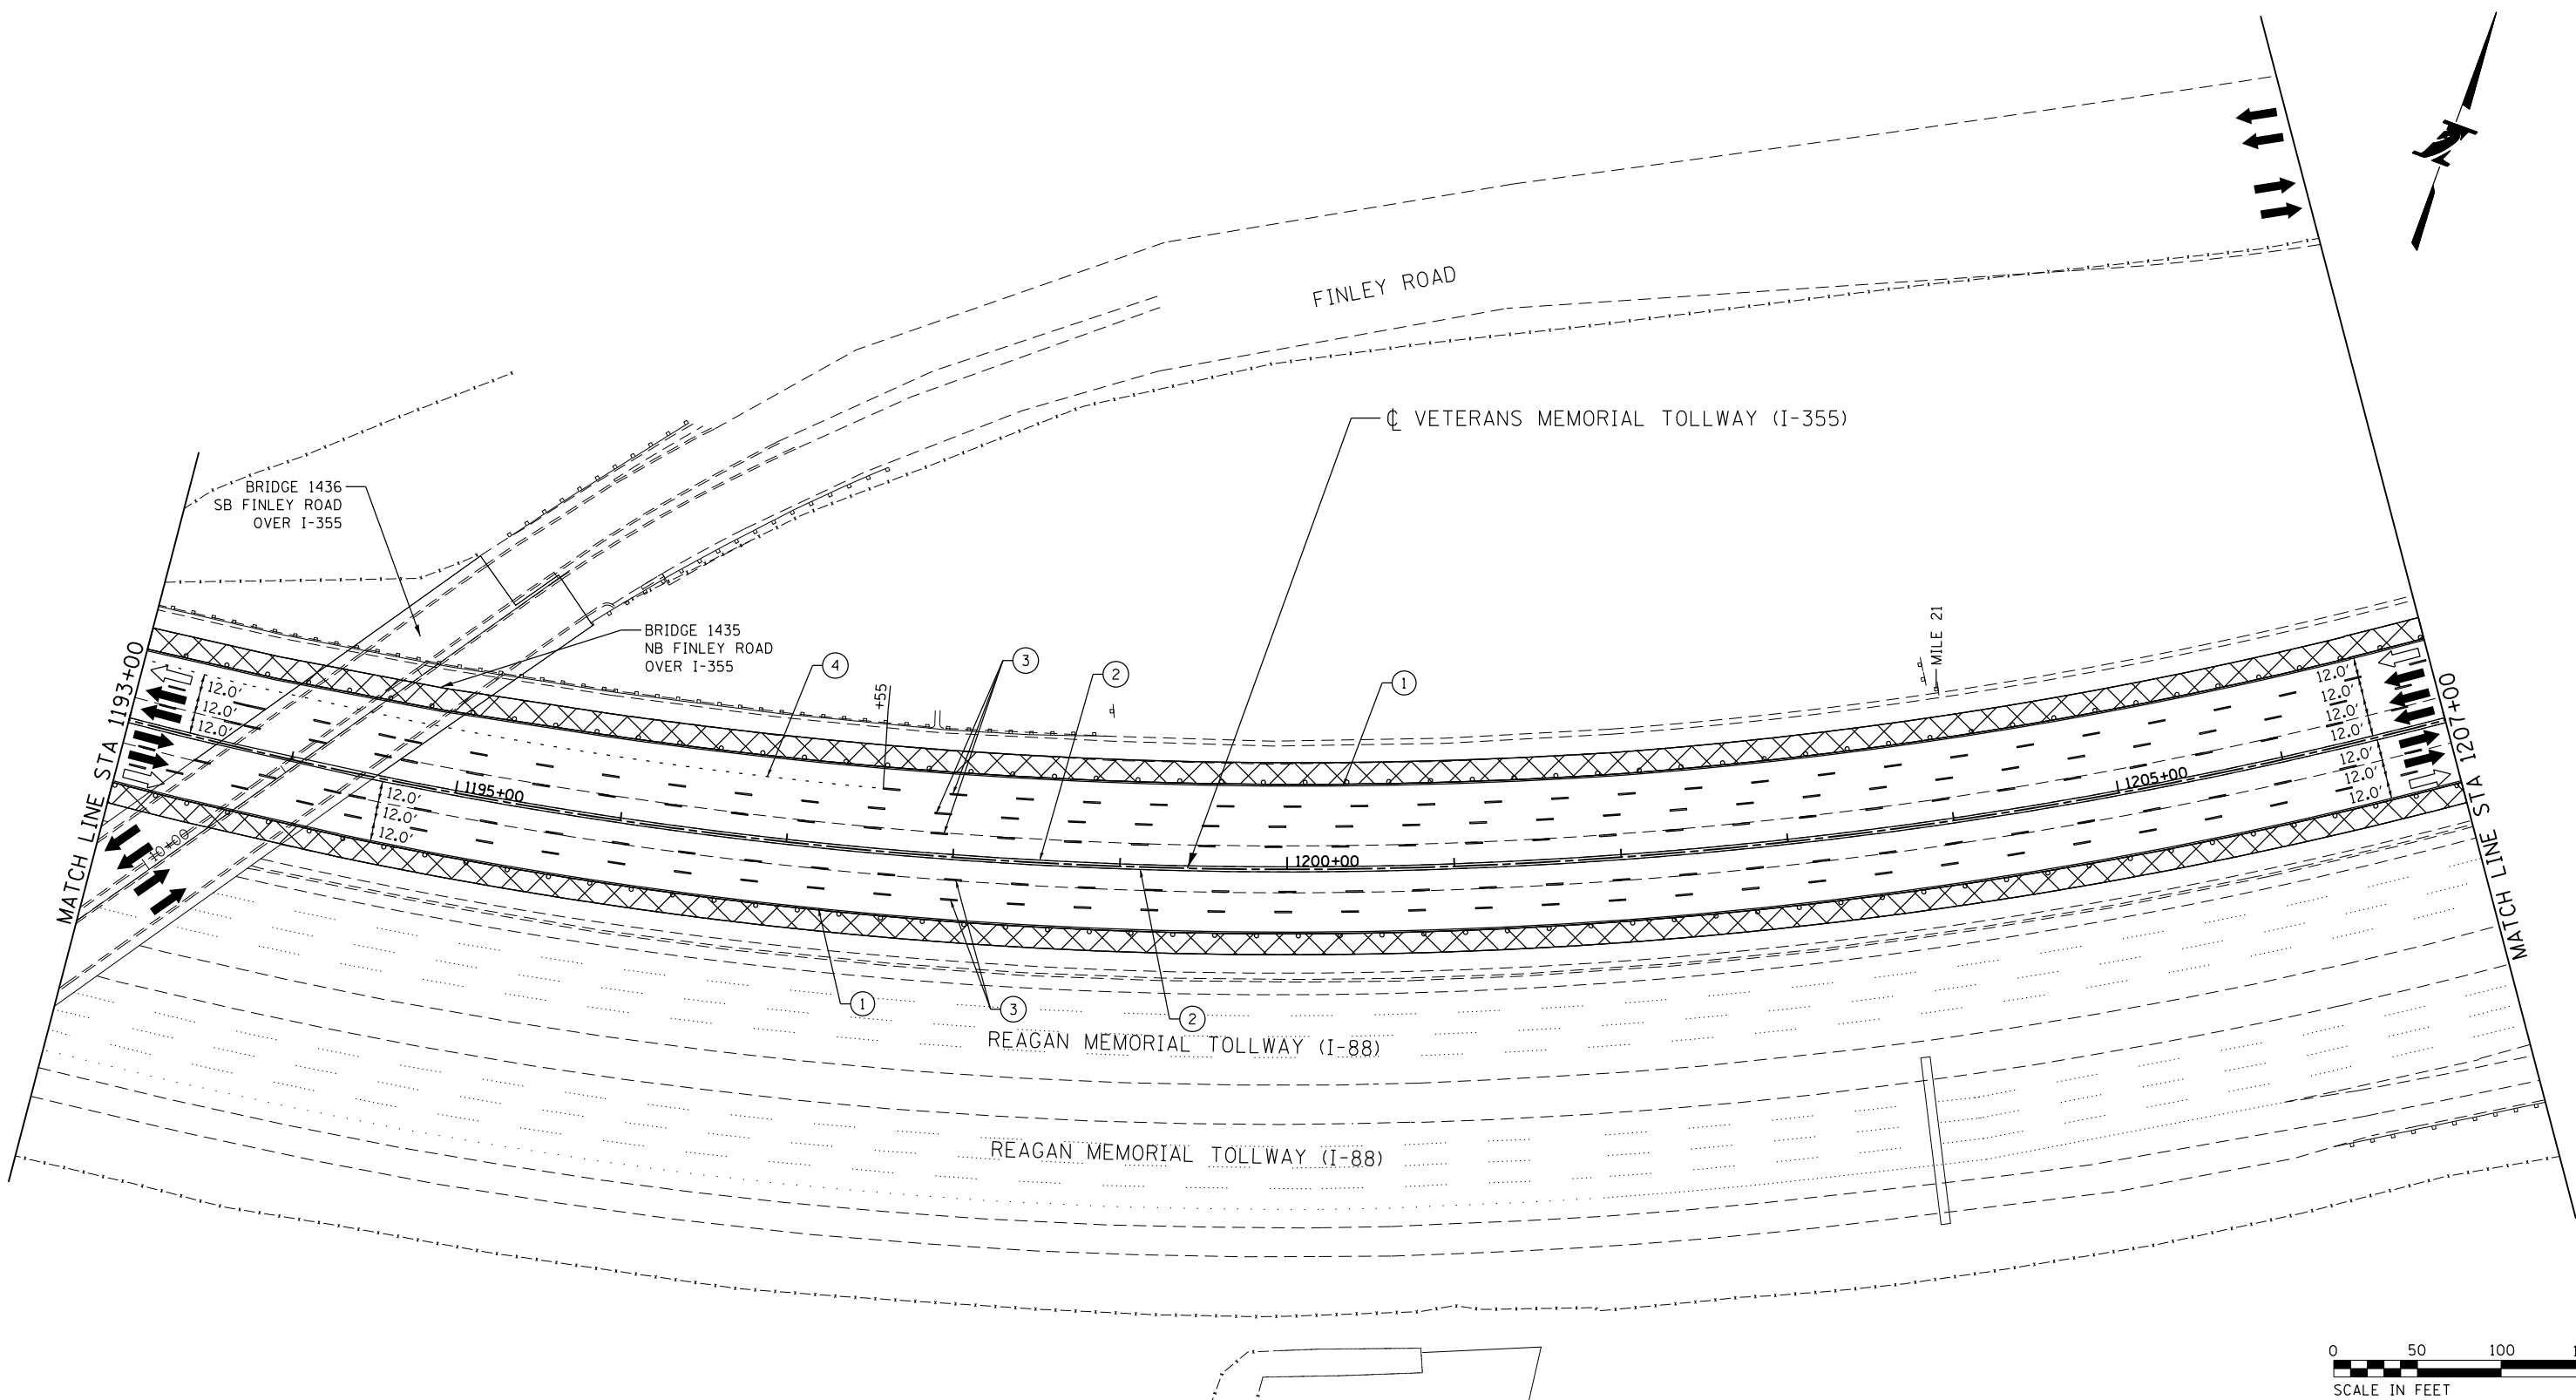 FINLEY ROAD
℄ VETERANS MEMORIAL TOLLWAY (I-355)
BRIDGE 1436
SB FINLEY ROAD
OVER I-355
BRIDGE 1435
NB FINLEY ROAD
OVER I-355
4
3
2
1
+55
MILE 21
MATCH LINE STA 1193+00
MATCH LINE STA 1207+00
12.0'
12.0'
12.0'
12.0'
12.0'
12.0'
12.0'
12.0'
12.0'
12.0'
12.0'
12.0'
12.0'
1195+00
1200+00
1205+00
1
3
2
REAGAN MEMORIAL TOLLWAY (I-88)
REAGAN MEMORIAL TOLLWAY (I-88)
0 50 100
SCALE IN FEET